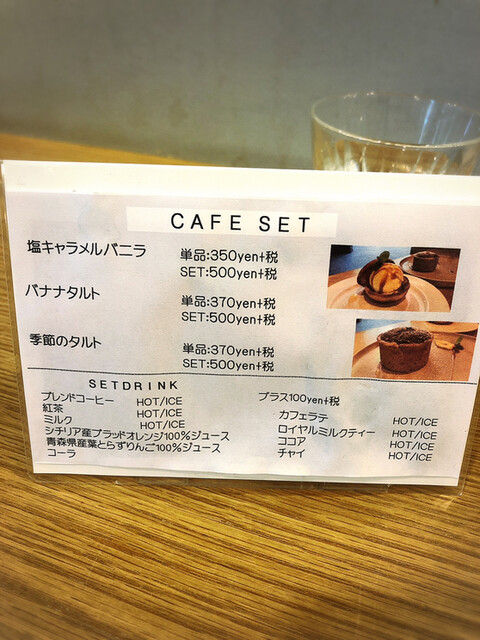 CAFE SET
塩キャラメルバニラ 単品:350yen+税
SET:500yen+税
バナナタルト 単品:370yen+税
SET:500yen+税
季節のタルト 単品:370yen+税
SET:500yen+税
SETDRINK
ブレンドコーヒー HOT/ICE
紅茶 HOT/ICE
ミルク HOT/ICE
シチリア産ブラッドオレンジ100%ジュース
青森県産葉とらずりんご100%ジュース
コーラ
プラス100yen+税
カフェラテ HOT/ICE
ロイヤルミルクティー HOT/ICE
ココア HOT/ICE
チャイ HOT/ICE